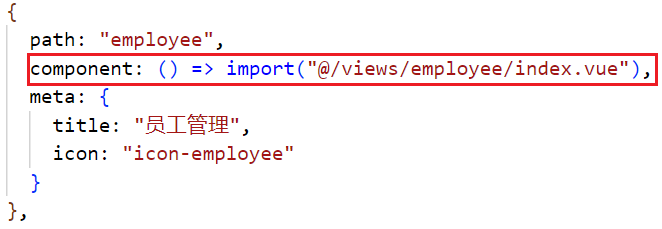 {
path: "employee",
component: () => import("@/views/employee/index.vue"),
meta: {
title: "员工管理",
icon: "icon-employee"
}
},